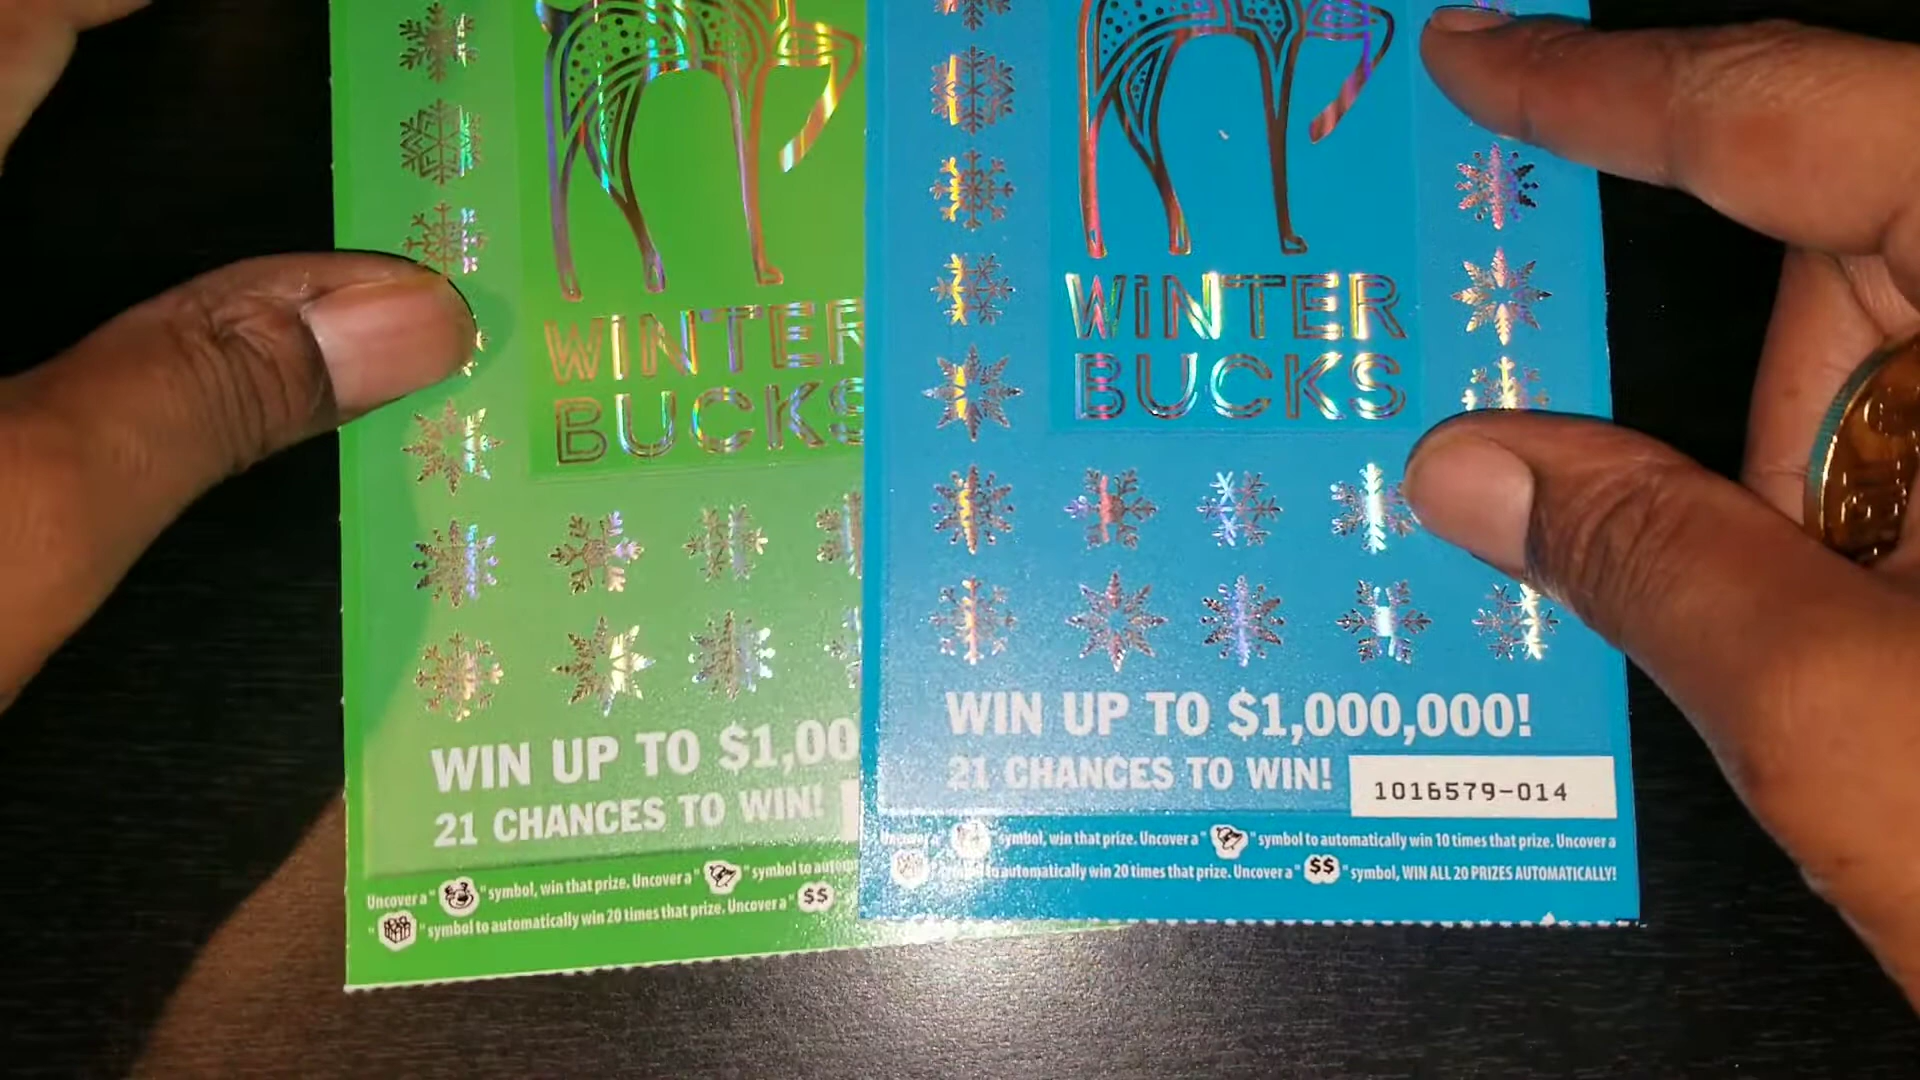 WINTER
BUCKS
WIN UP TO $1,00
21 CHANCES TO WIN!
Uncover a " " symbol, win that prize. Uncover a " " symbol to autom
" " symbol to automatically win 20 times that prize. Uncover a " $$
WINTER
BUCKS
WIN UP TO $1,000,000!
21 CHANCES TO WIN!
1016579-014
Uncover a " " symbol, win that prize. Uncover a " " symbol to automatically win 10 times that prize. Uncover a
to automatically win 20 times that prize. Uncover a " $$ " symbol, WIN ALL 20 PRIZES AUTOMATICALLY!